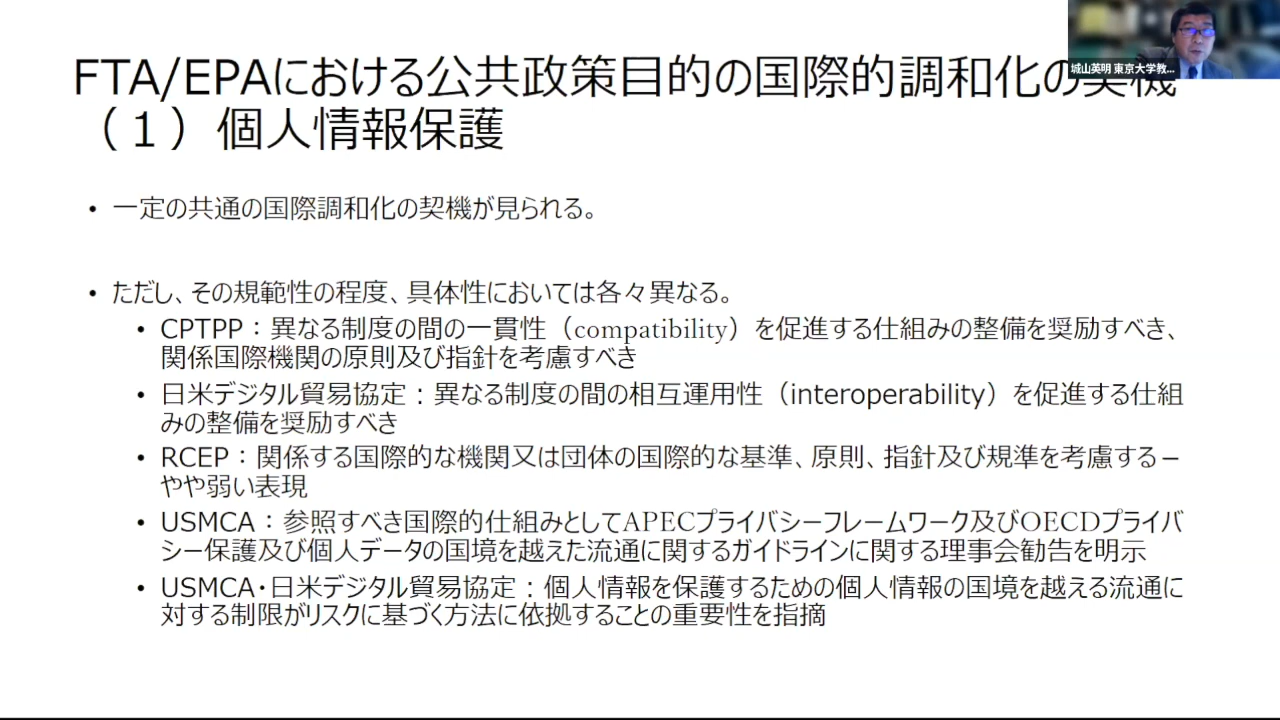 FTA/EPAにおける公共政策目的の国際的調和化の契機
（１）個人情報保護
城山英明 東京大学教...
• 一定の共通の国際調和化の契機が見られる。
• ただし、その規範性の程度、具体性においては各々異なる。
• CPTPP：異なる制度の間の一貫性（compatibility）を促進する仕組みの整備を奨励すべき、
関係国際機関の原則及び指針を考慮すべき
• 日米デジタル貿易協定：異なる制度の間の相互運用性（interoperability）を促進する仕組
みの整備を奨励すべき
• RCEP：関係する国際的な機関又は団体の国際的な基準、原則、指針及び規準を考慮する－
やや弱い表現
• USMCA：参照すべき国際的仕組みとしてAPECプライバシーフレームワーク及びOECDプライバ
シー保護及び個人データの国境を越えた流通に関するガイドラインに関する理事会勧告を明示
• USMCA・日米デジタル貿易協定：個人情報を保護するための個人情報の国境を越える流通に
対する制限がリスクに基づく方法に依拠することの重要性を指摘